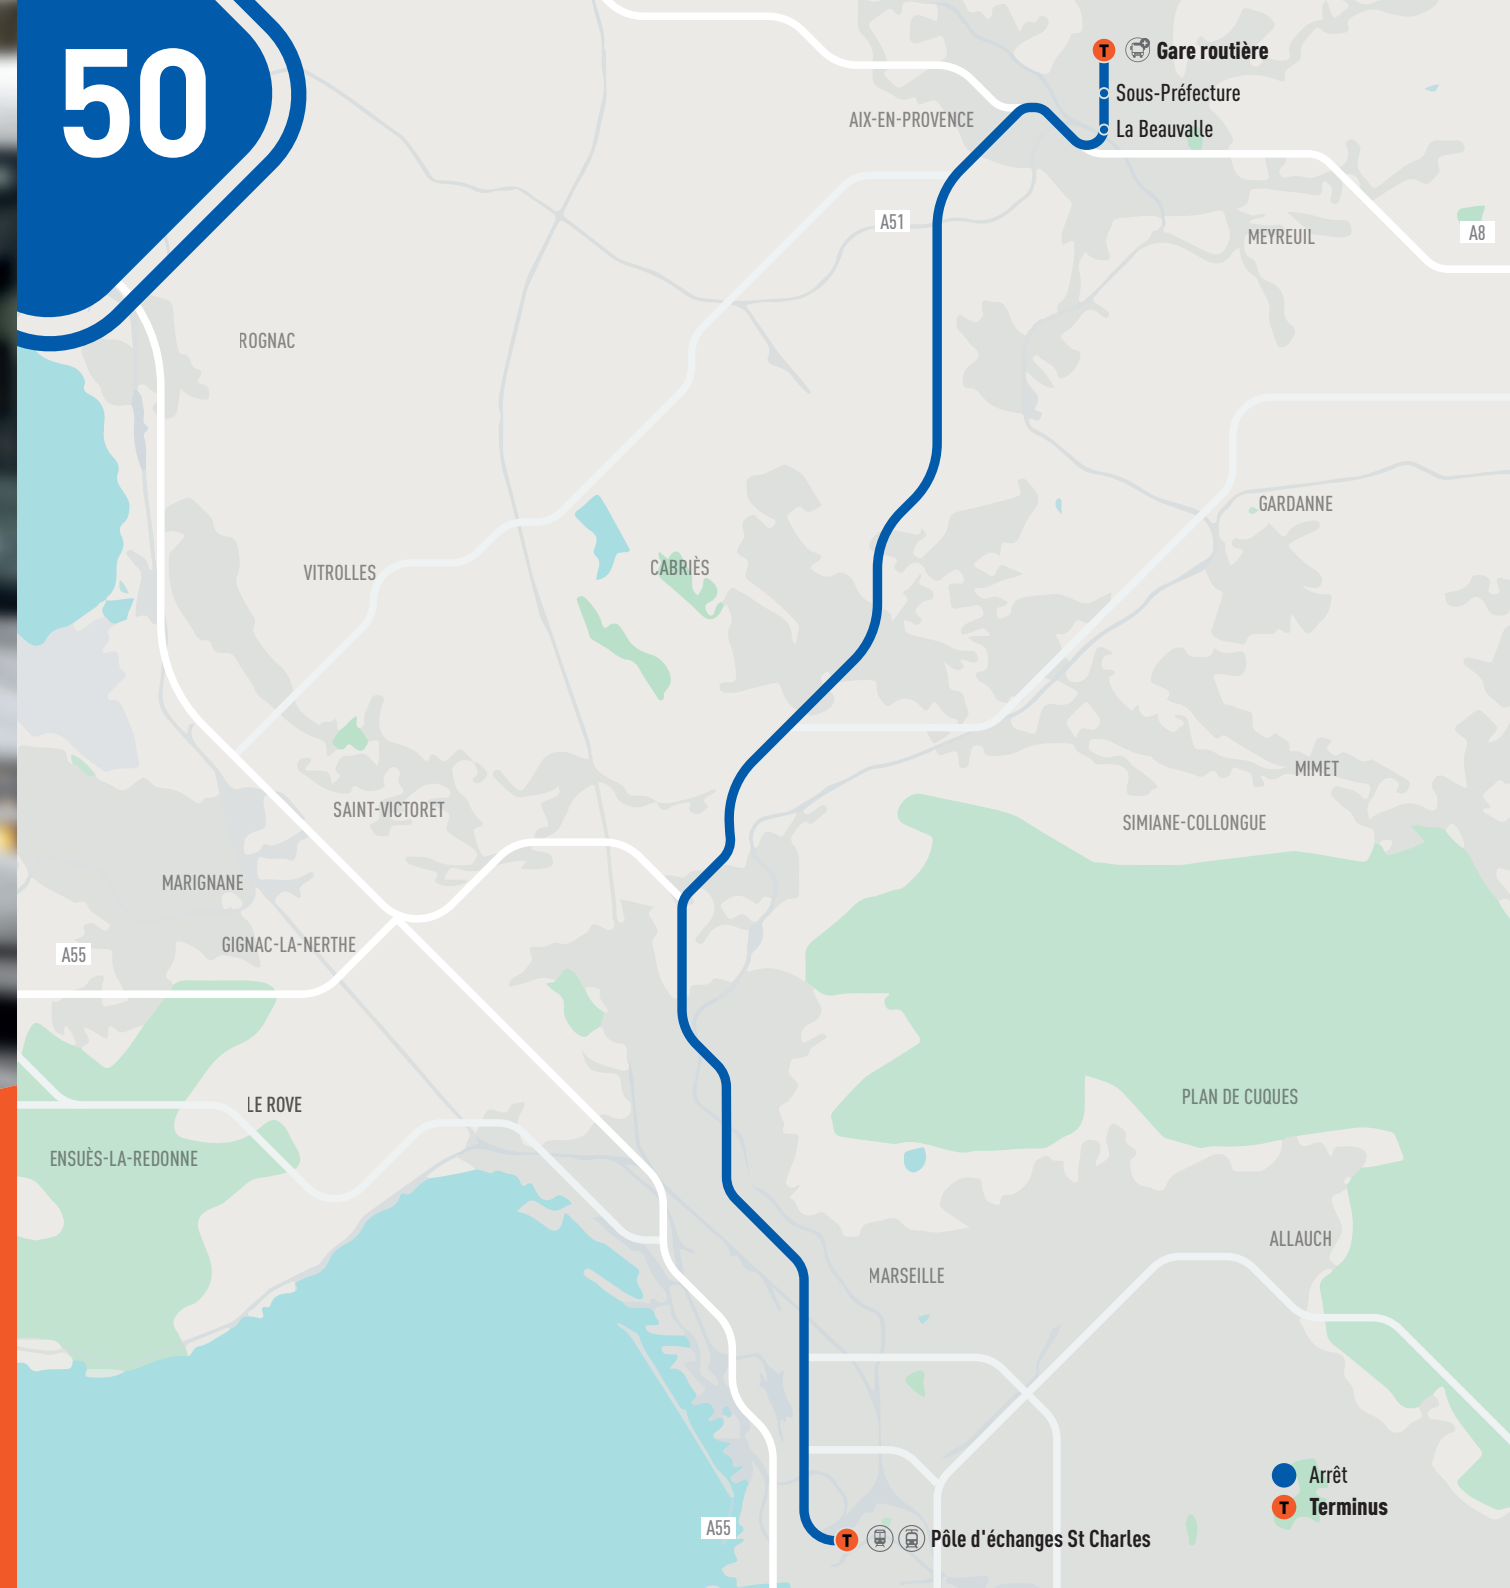 50
T Gare routière
Sous-Préfecture
La Beauvalle
AIX-EN-PROVENCE
A51
MEYREUIL
A8
ROGNAC
GARDANNE
VITROLLES
CABRIÈS
MIMET
SAINT-VICTORET
SIMIANE-COLLONGUE
MARIGNANE
GIGNAC-LA-NERTHE
A55
LE ROVE
PLAN DE CUQUES
ENSUÈS-LA-REDONNE
ALLAUCH
MARSEILLE
Arrêt
T Terminus
A55
T Pôle d'échanges St Charles